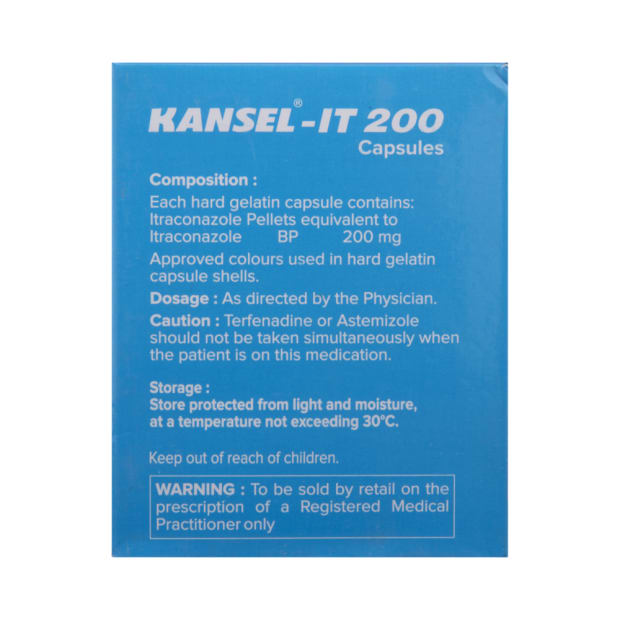 KANSEL®-IT 200
Capsules
Composition :
Each hard gelatin capsule contains:
Itraconazole Pellets equivalent to
Itraconazole BP 200 mg
Approved colours used in hard gelatin
capsule shells.
Dosage : As directed by the Physician.
Caution : Terfenadine or Astemizole
should not be taken simultaneously when
the patient is on this medication.
Storage :
Store protected from light and moisture,
at a temperature not exceeding 30°C.
Keep out of reach of children.
WARNING : To be sold by retail on the
prescription of a Registered Medical
Practitioner only